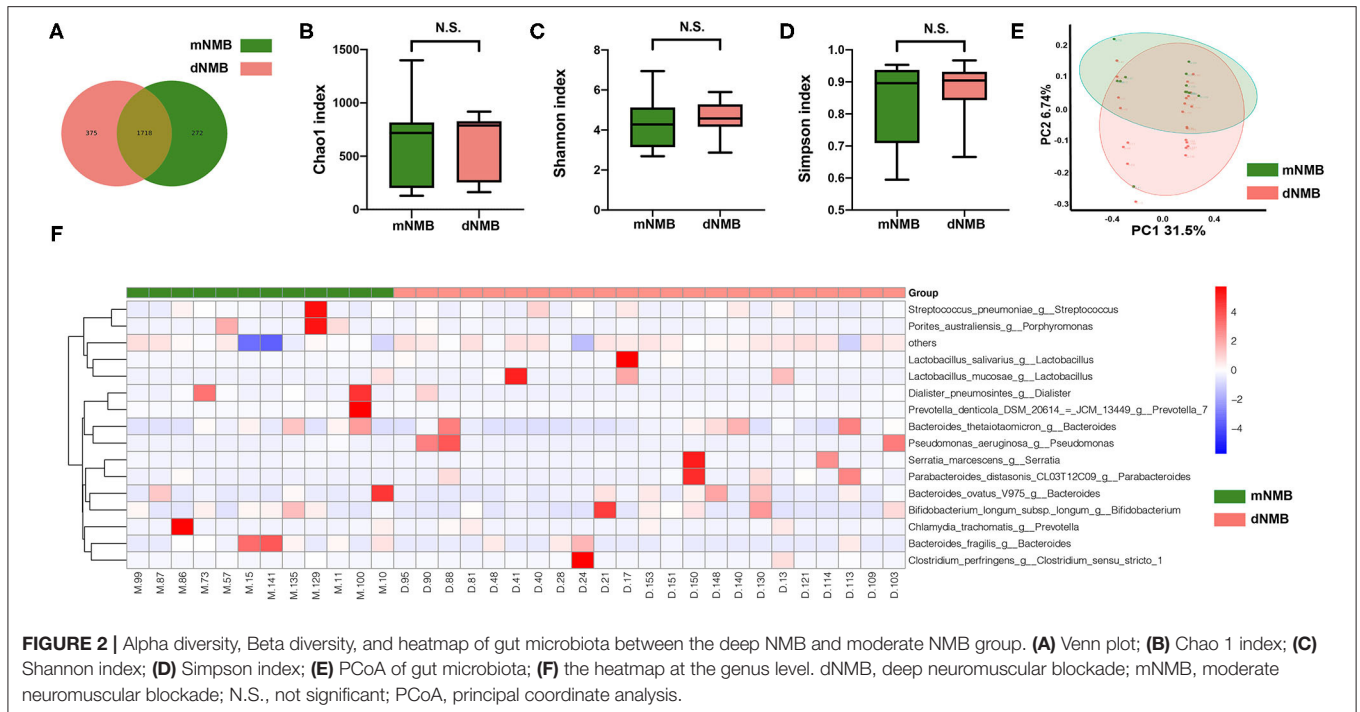 A
mNMB
dNMB
375
1718
272
B
N.S.
Chao1 index
1500
1000
500
0
mNMB
dNMB
C
N.S.
Shannon index
8
6
4
2
0
mNMB
dNMB
D
N.S.
Simpson index
1.0
0.9
0.8
0.7
0.6
0.5
mNMB
dNMB
E
PC2 6.74%
0.2
0.1
0.0
-0.1
-0.2
-0.3
-0.4
0.0
0.4
PC1 31.5%
mNMB
dNMB
F
Group
Streptococcus_pneumoniae_g__Streptococcus
Porites_australiensis_g__Porphyromonas
others
Lactobacillus_salivarius_g__Lactobacillus
Lactobacillus_mucosae_g__Lactobacillus
Dialister_pneumosintes_g__Dialister
Prevotella_denticola_DSM_20614_=_JCM_13449_g__Prevotella_7
Bacteroides_thetaiotaomicron_g__Bacteroides
Pseudomonas_aeruginosa_g__Pseudomonas
Serratia_marcescens_g__Serratia
Parabacteroides_distasonis_CL03T12C09_g__Parabacteroides
Bacteroides_ovatus_V975_g__Bacteroides
Bifidobacterium_longum_subsp._longum_g__Bifidobacterium
Chlamydia_trachomatis_g__Prevotella
Bacteroides_fragilis_g__Bacteroides
Clostridium_perfringens_g__Clostridium_sensu_stricto_1
4
2
0
−2
−4
mNMB
dNMB
M.99
M.87
M.86
M.73
M.57
M.15
M.141
M.135
M.129
M.11
M.100
M.10
D.95
D.90
D.88
D.81
D.48
D.41
D.40
D.28
D.24
D.21
D.17
D.153
D.151
D.150
D.148
D.140
D.130
D.13
D.121
D.114
D.113
D.109
D.103
FIGURE 2 | Alpha diversity, Beta diversity, and heatmap of gut microbiota between the deep NMB and moderate NMB group. (A) Venn plot; (B) Chao 1 index; (C)
Shannon index; (D) Simpson index; (E) PCoA of gut microbiota; (F) the heatmap at the genus level. dNMB, deep neuromuscular blockade; mNMB, moderate
neuromuscular blockade; N.S., not significant; PCoA, principal coordinate analysis.